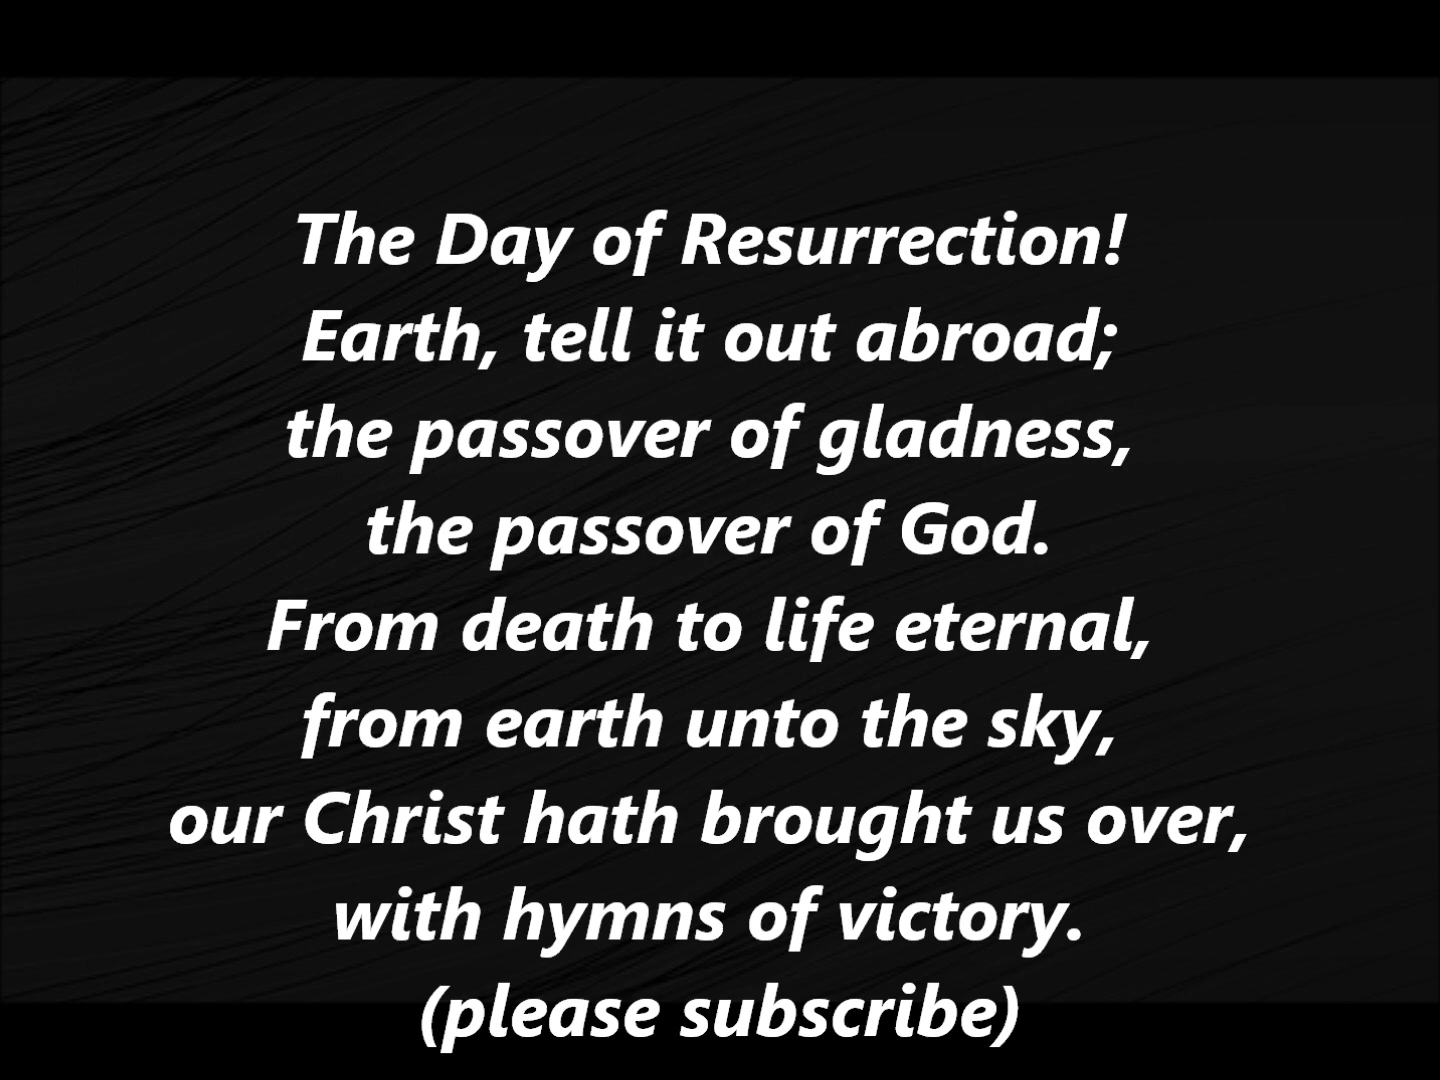 The Day of Resurrection!
Earth, tell it out abroad;
the passover of gladness,
the passover of God.
From death to life eternal,
from earth unto the sky,
our Christ hath brought us over,
with hymns of victory.
(please subscribe)